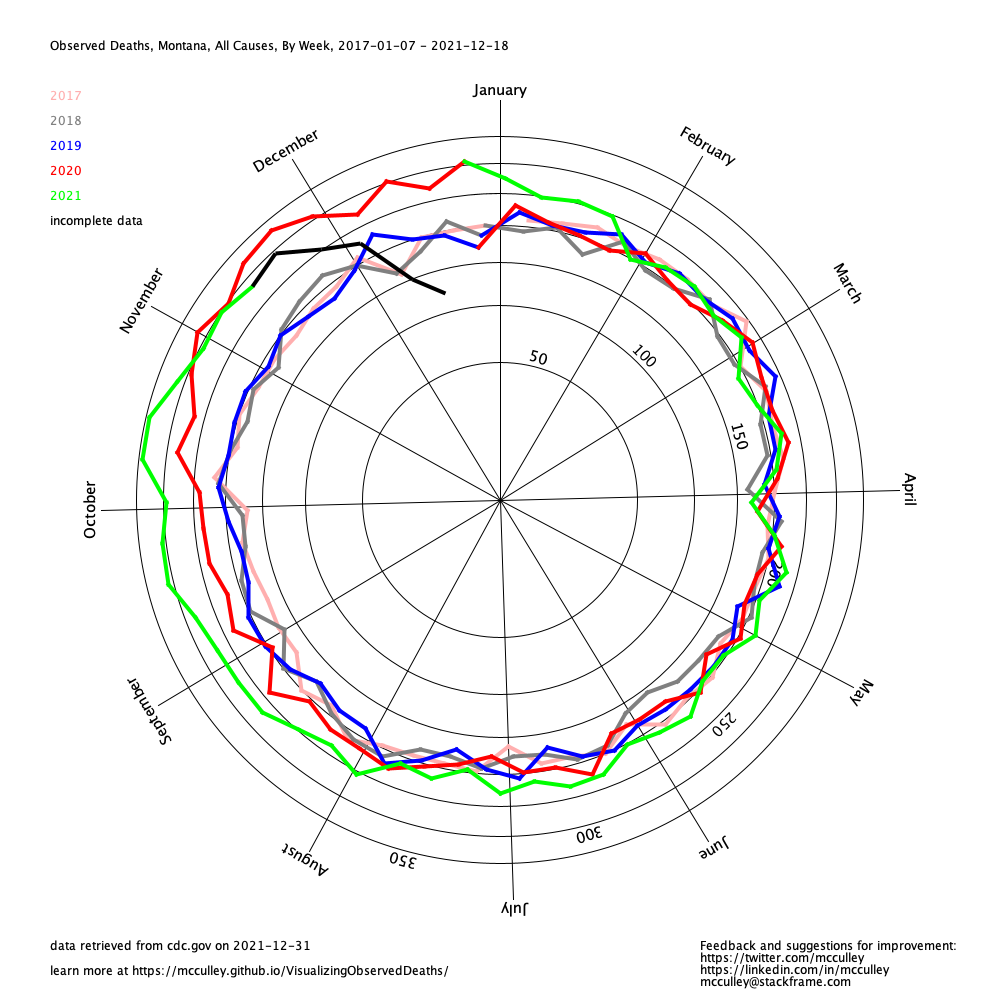 Observed Deaths, Montana, All Causes, By Week, 2017-01-07 - 2021-12-18
2017
2018
2019
2020
2021
incomplete data
January
February
March
April
May
June
July
August
September
October
November
December
50
100
150
200
250
300
350
data retrieved from cdc.gov on 2021-12-31
learn more at https://mcculley.github.io/VisualizingObservedDeaths/
Feedback and suggestions for improvement:
https://twitter.com/mcculley
https://linkedin.com/in/mcculley
mcculley@stackframe.com